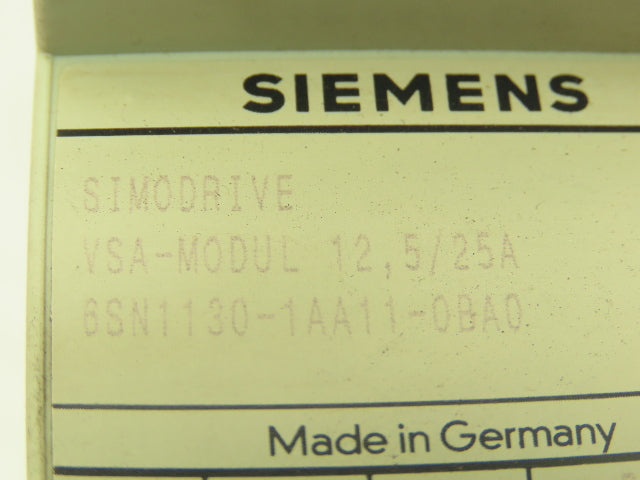 SIEMENS
SIMODRIVE
VSA-MODUL 12,5/25A
6SN1130-1AA11-0BA0
Made in Germany